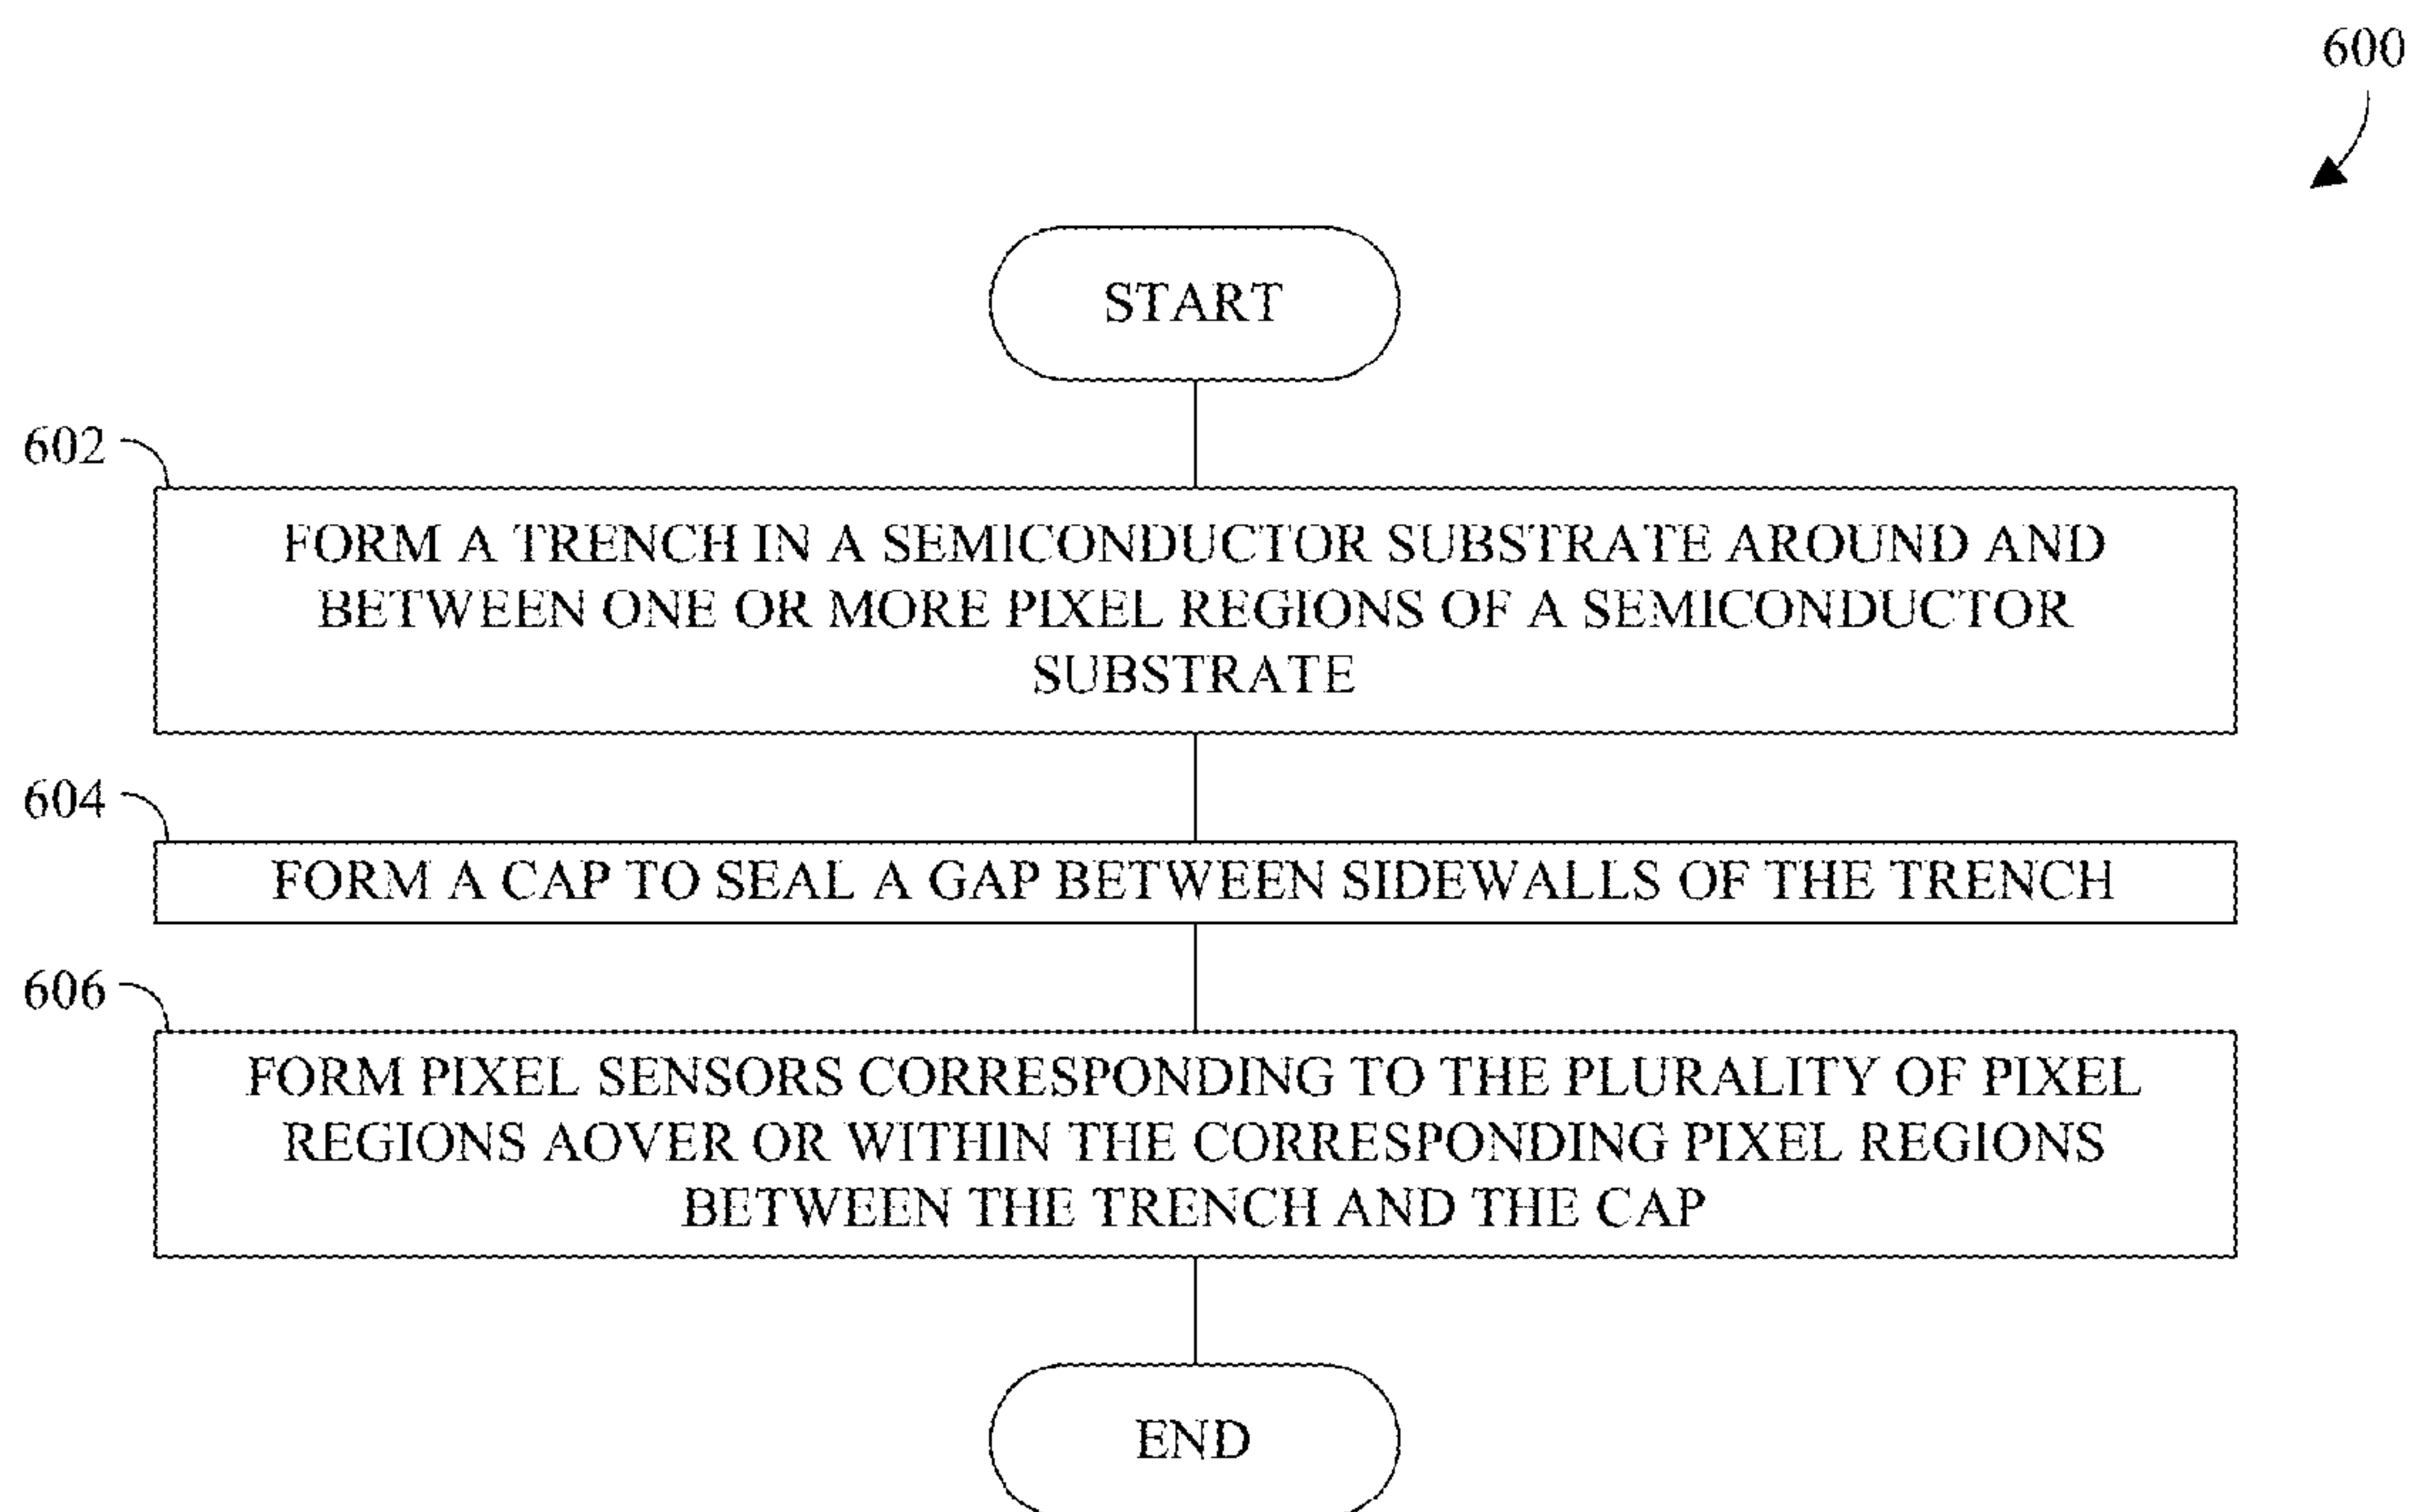 600
START
602
FORM A TRENCH IN A SEMICONDUCTOR SUBSTRATE AROUND AND
BETWEEN ONE OR MORE PIXEL REGIONS OF A SEMICONDUCTOR
SUBSTRATE
604
FORM A CAP TO SEAL A GAP BETWEEN SIDEWALLS OF THE TRENCH
606
FORM PIXEL SENSORS CORRESPONDING TO THE PLURALITY OF PIXEL
REGIONS AOVER OR WITHIN THE CORRESPONDING PIXEL REGIONS
BETWEEN THE TRENCH AND THE CAP
END